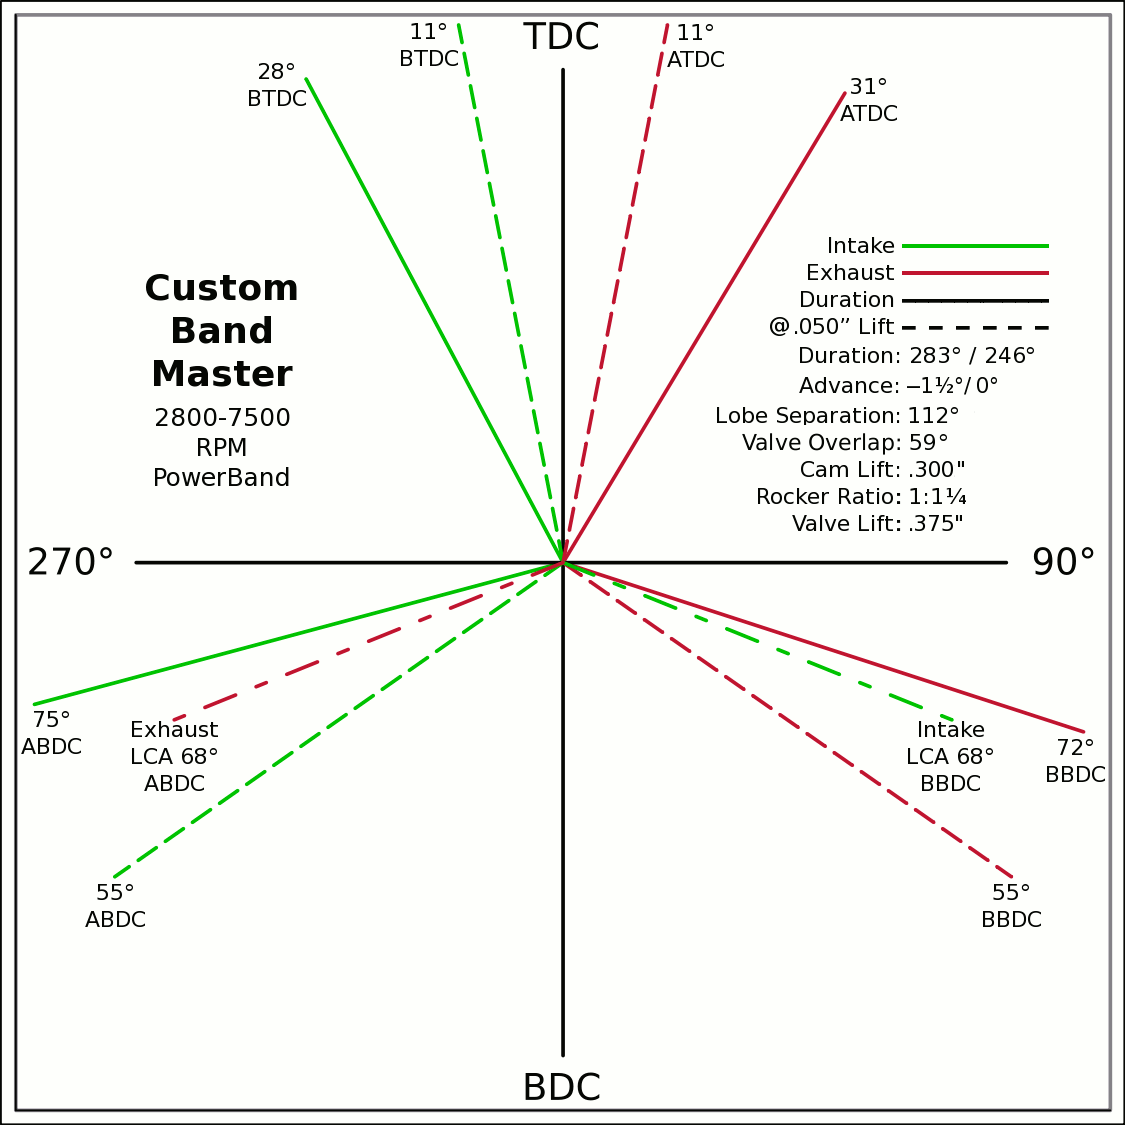 TDC
11°
BTDC
11°
ATDC
28°
BTDC
31°
ATDC
Custom
Band
Master
2800-7500
RPM
PowerBand
Intake
Exhaust
Duration
@.050” Lift
Duration: 283° / 246°
Advance: –1½°/ 0°
Lobe Separation: 112°
Valve Overlap: 59°
Cam Lift: .300"
Rocker Ratio: 1:1¼
Valve Lift: .375"
270°
90°
75°
ABDC
Exhaust
LCA 68°
ABDC
Intake
LCA 68°
BBDC
72°
BBDC
55°
ABDC
55°
BBDC
BDC